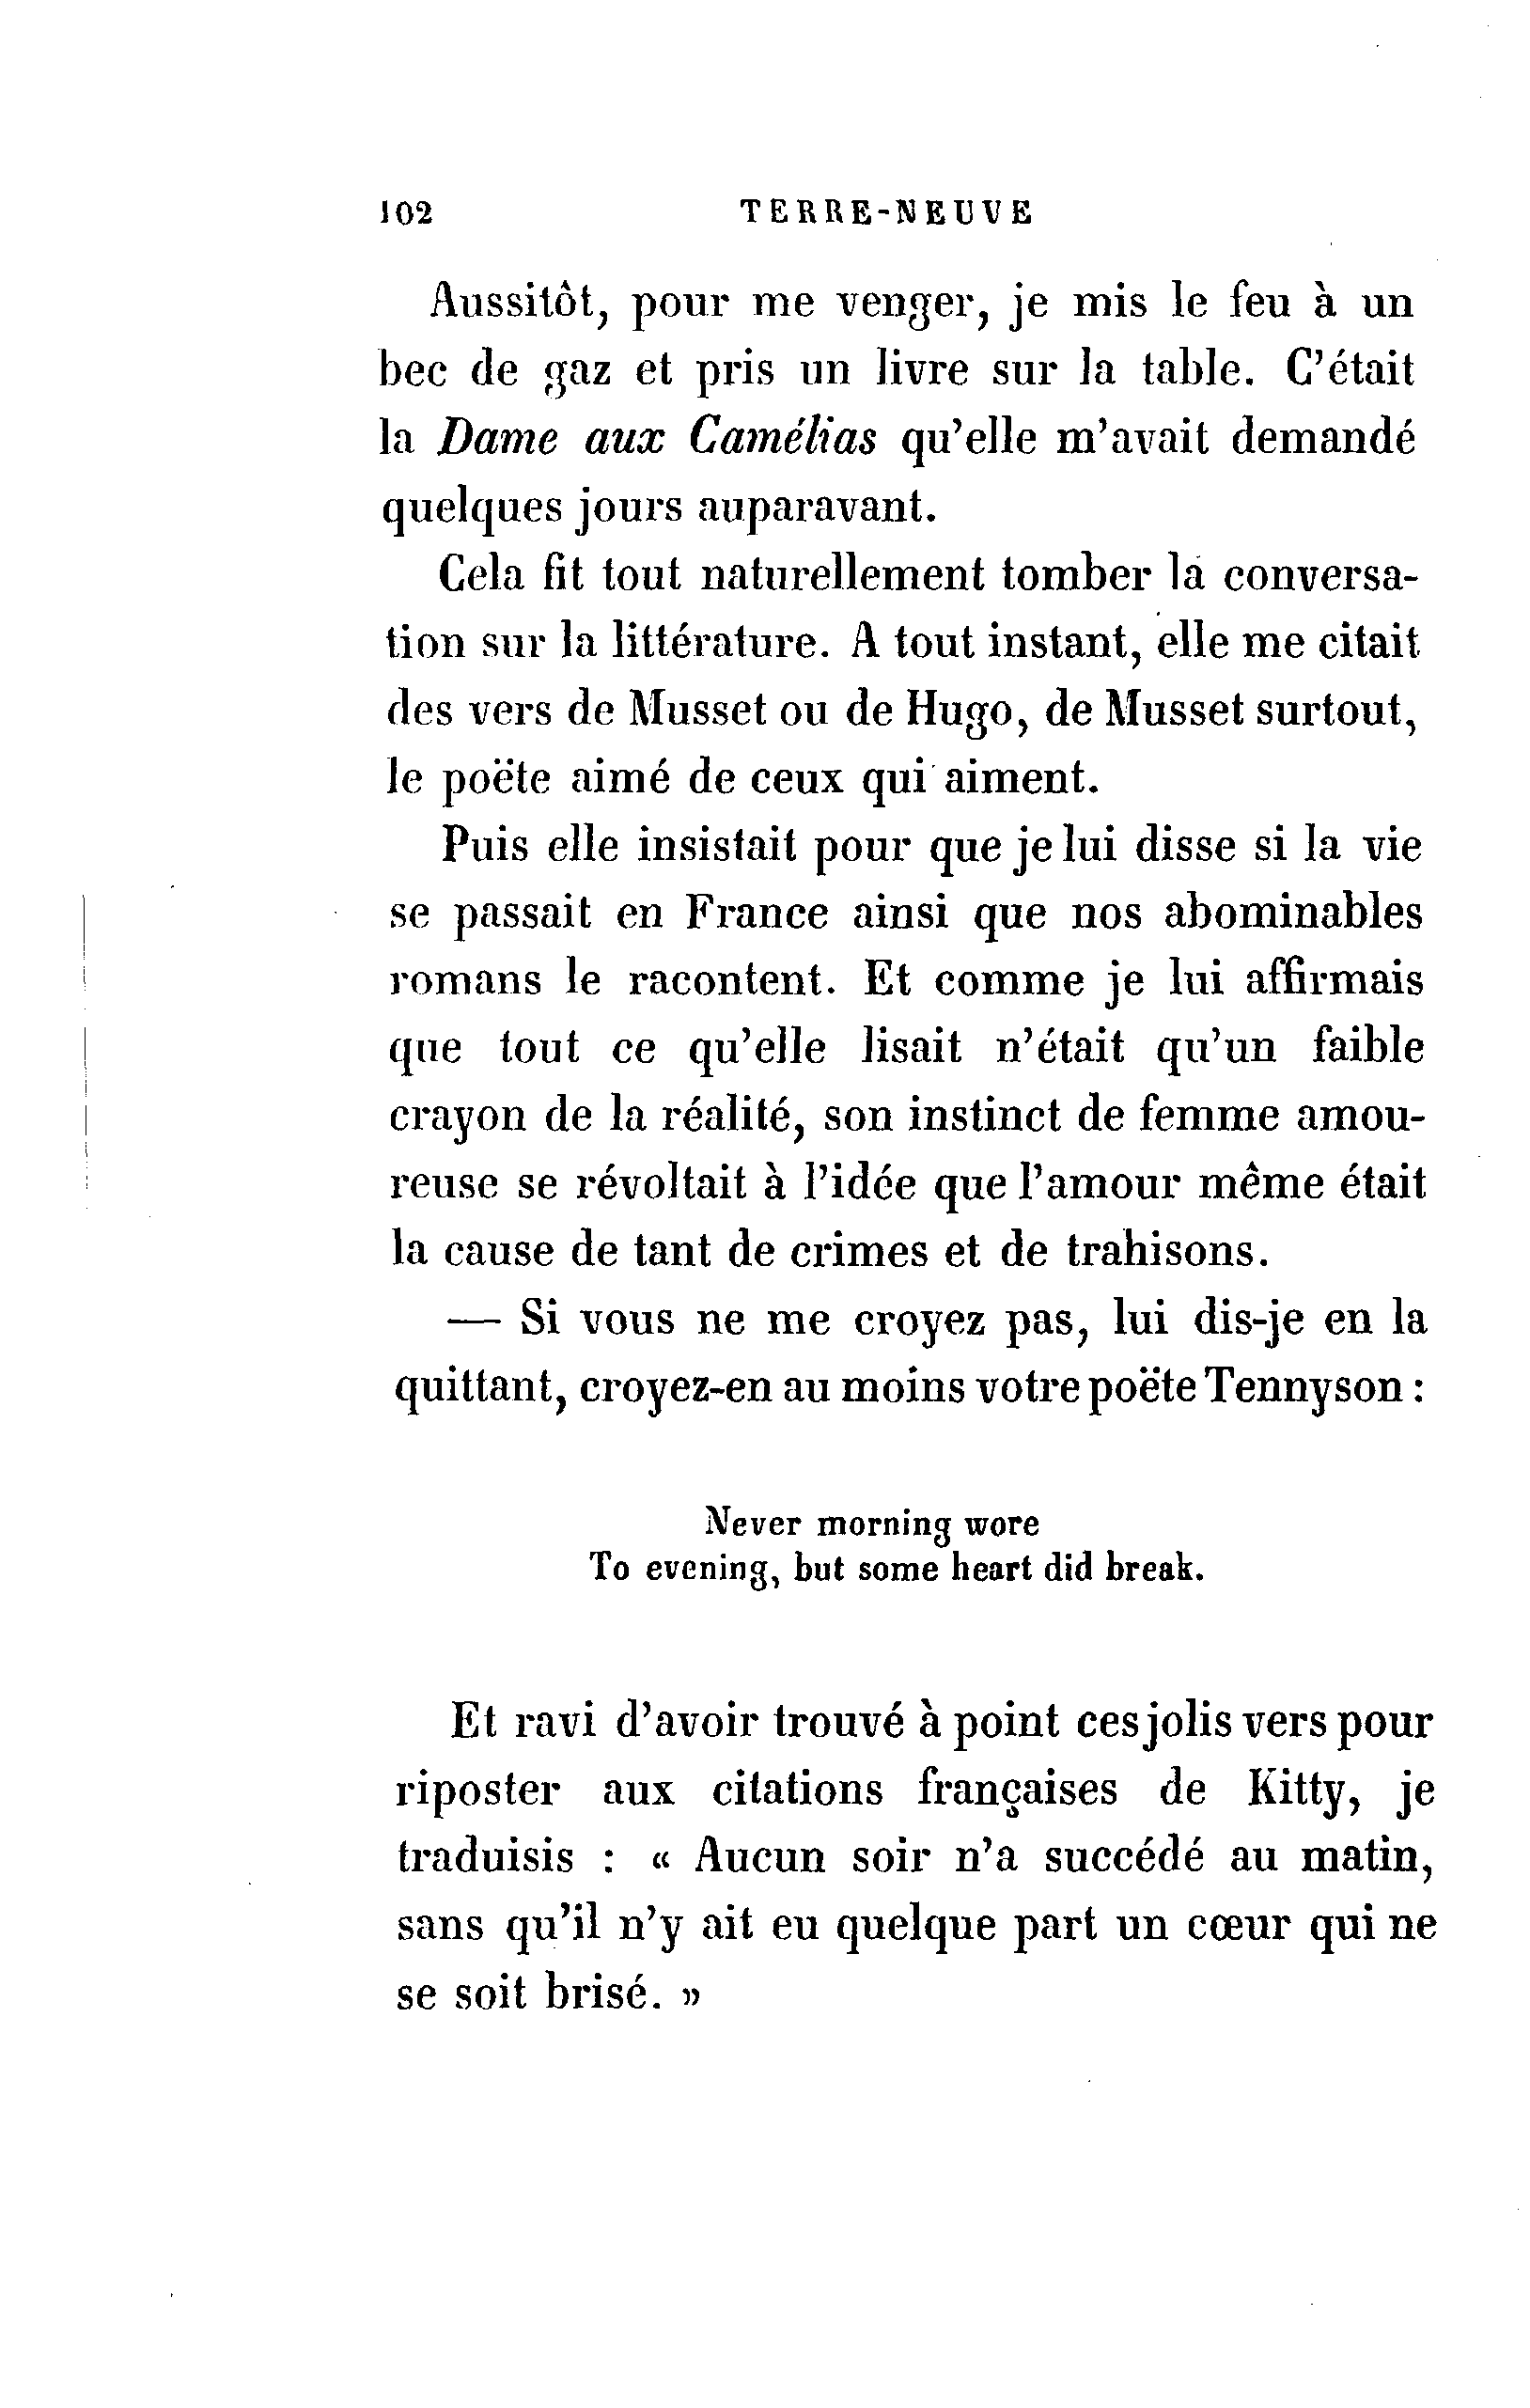 102 TERRE-NEUVE
Aussitôt, pour me venger, je mis le feu à un
bec de gaz et pris un livre sur la table. C'était
la Dame aux Camélias qu'elle m'avait demandé
quelques jours auparavant.
Cela fit tout naturellement tomber la conversa-
tion sur la littérature. A tout instant, elle me citait
des vers de Musset ou de Hugo, de Musset surtout,
le poëte aimé de ceux qui aiment.
Puis elle insistait pour que je lui disse si la vie
se passait en France ainsi que nos abominables
romans le racontent. Et comme je lui affirmais
que tout ce qu'elle lisait n'était qu'un faible
crayon de la réalité, son instinct de femme amou-
reuse se révoltait à l'idée que l'amour même était
la cause de tant de crimes et de trahisons.
— Si vous ne me croyez pas, lui dis-je en la
quittant, croyez-en au moins votre poëte Tennyson :
Never morning wore
To evening, but some heart did break.
Et ravi d'avoir trouvé à point ces jolis vers pour
riposter aux citations françaises de Kitty, je
traduisis : « Aucun soir n'a succédé au matin,
sans qu'il n'y ait eu quelque part un cœur qui ne
se soit brisé. »